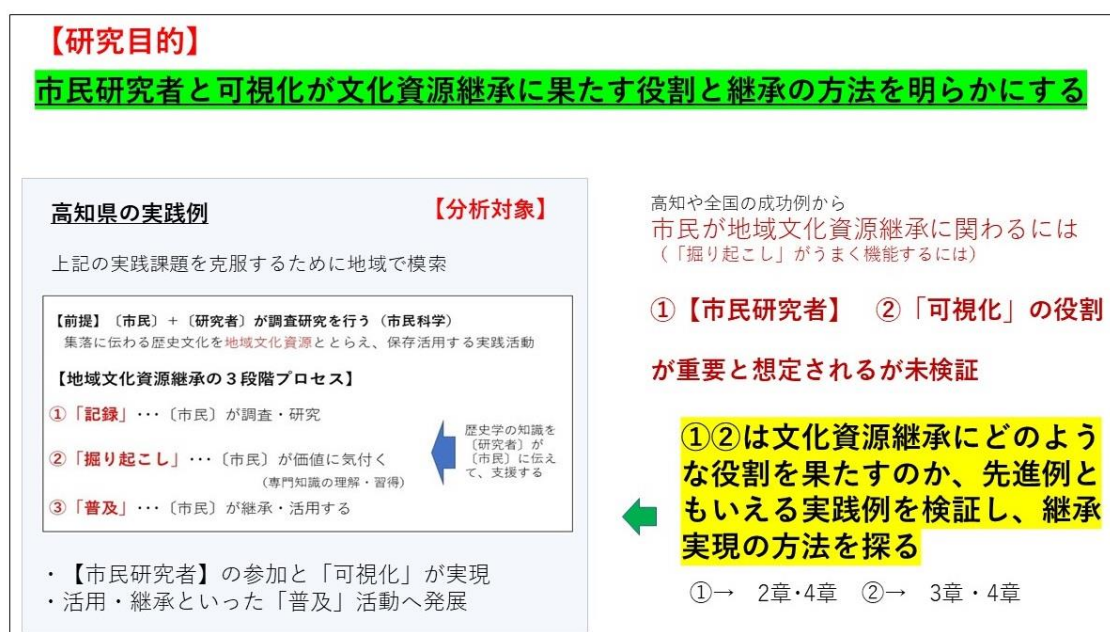 【研究目的】
市民研究者と可視化が文化資源継承に果たす役割と継承の方法を明らかにする
高知県の実践例
【分析対象】
上記の実践課題を克服するために地域で模索
【前提】〔市民〕+〔研究者〕が調査研究を行う(市民科学)
集落に伝わる歴史文化を地域文化資源ととらえ、保存活用する実践活動
【地域文化資源継承の3段階プロセス】
①「記録」･･･〔市民〕が調査・研究
②「掘り起こし」･･･〔市民〕が価値に気付く
(専門知識の理解・習得)
③「普及」･･･〔市民〕が継承・活用する
歴史学の知識を
〔研究者〕が
〔市民〕に伝え
て、支援する
・【市民研究者】の参加と「可視化」が実現
・活用・継承といった「普及」活動へ発展
高知や全国の成功例から
市民が地域文化資源継承に関わるには
(「掘り起こし」がうまく機能するには)
①【市民研究者】 ②「可視化」の役割
が重要と想定されるが未検証
①②は文化資源継承にどのよう
な役割を果たすのか、先進例と
もいえる実践例を検証し、継承
実現の方法を探る
①→ 2章・4章 ②→ 3章・4章